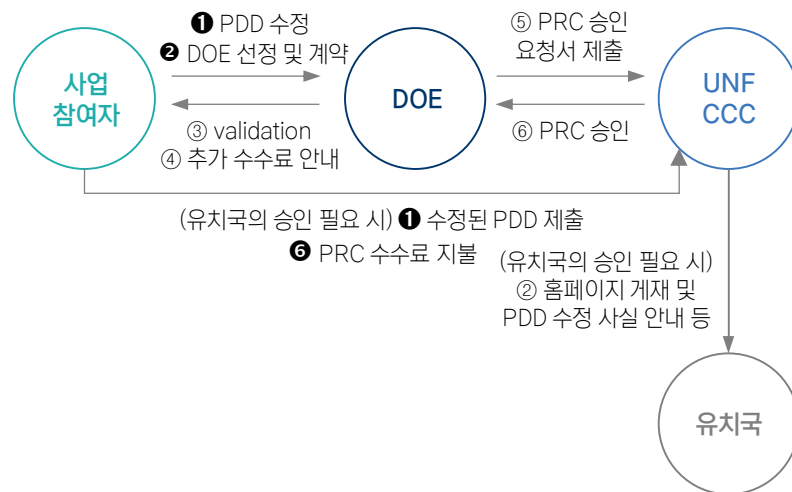 ❶ PDD 수정
❷ DOE 선정 및 계약
⑤ PRC 승인
요청서 제출
사업
참여자
DOE
UNF
CCC
③ validation
④ 추가 수수료 안내
⑥ PRC 승인
(유치국의 승인 필요 시) ❶ 수정된 PDD 제출
❻ PRC 수수료 지불
(유치국의 승인 필요 시)
② 홈페이지 게재 및
PDD 수정 사실 안내 등
유치국